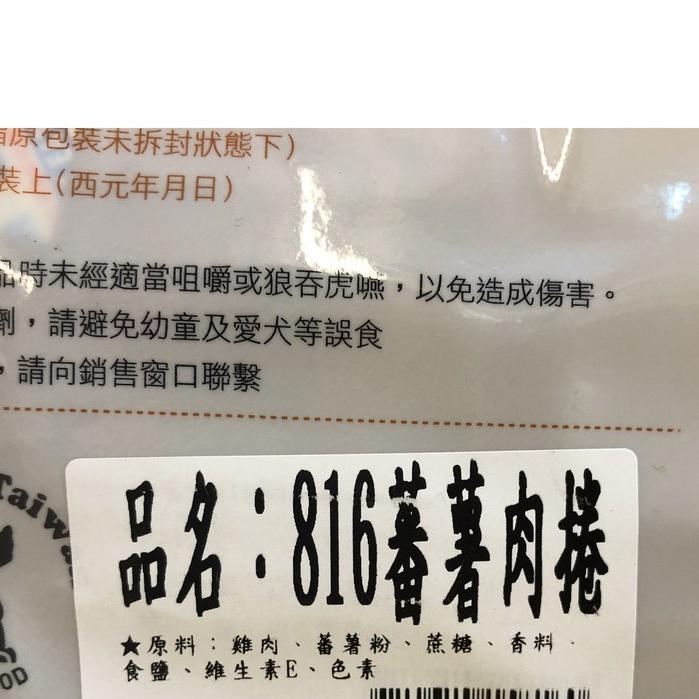 原包裝未拆封狀態下)
裝上(西元年月日)
時未經適當咀嚼或狼吞虎嚥，以免造成傷害。
劑，請避免幼童及愛犬等誤食
，請向銷售窗口聯繫
Taiw
OD
品名：816蕃薯肉捲
★原料：雞肉、蕃薯粉、蔗糖、香料、
食鹽、維生素E、色素